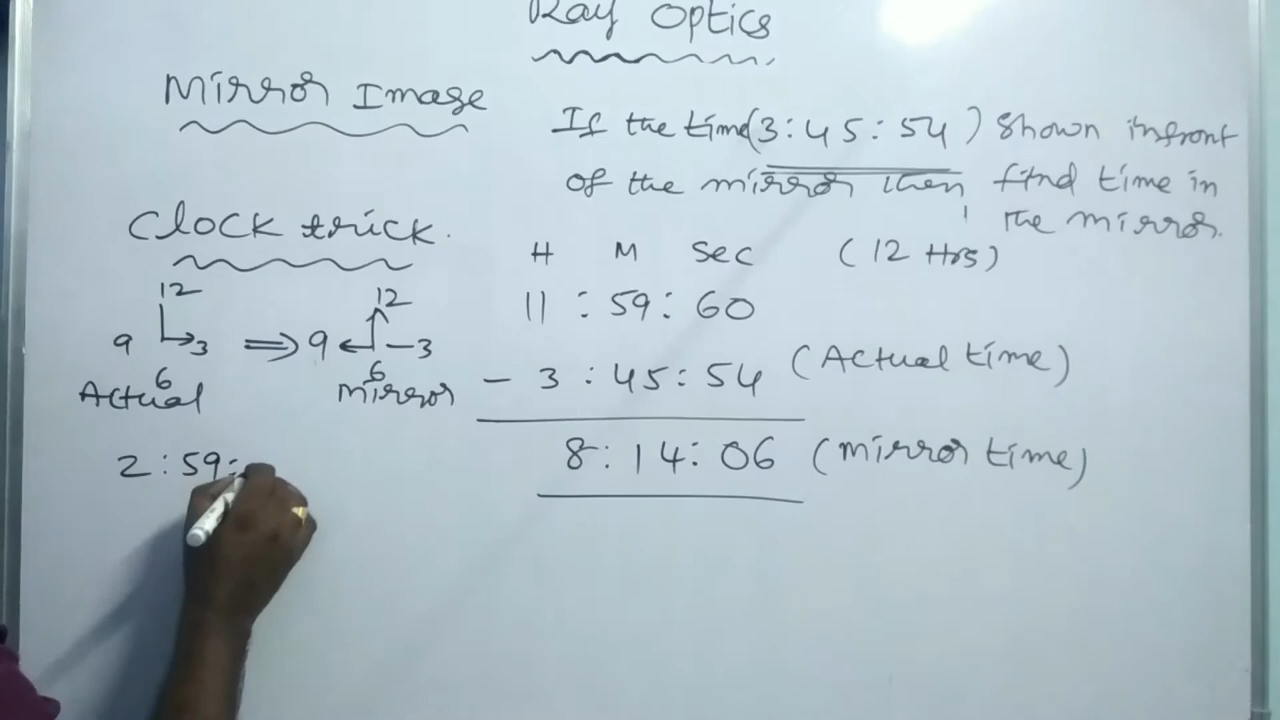 Ray Optics
Mirror Image
If the time(3:45:54) shown infront
of the mirror then, find time in
the mirror.
Clock trick.
H M Sec (12 Hrs)
11 : 59 : 60
- 3 : 45 : 54 (Actual time)
8 : 14 : 06 (mirror time)
12
9 3
6
Actual
⇒
12
9 -3
6
mirror
2 : 59 :